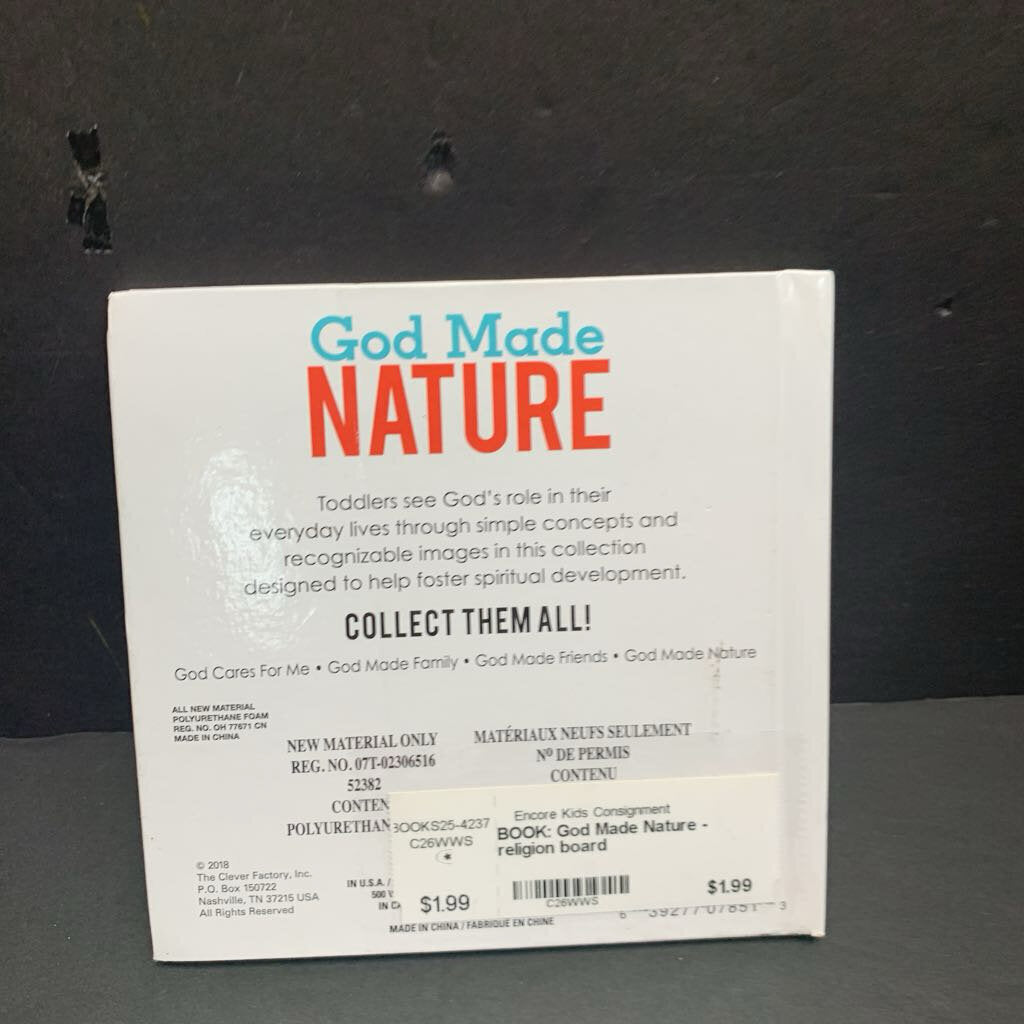 God Made
NATURE
Toddlers see God's role in their
everyday lives through simple concepts and
recognizable images in this collection
designed to help foster spiritual development.
COLLECT THEM ALL!
God Cares For Me • God Made Family • God Made Friends • God Made Nature
ALL NEW MATERIAL
POLYURETHANE FOAM
REG. NO. OH 77671 CN
MADE IN CHINA
NEW MATERIAL ONLY
REG. NO. 07T-02306516
52382
CONTEN
POLYURETHAN
MATÉRIAUX NEUFS SEULEMENT
Nº DE PERMIS
CONTENU
BOOKS25-4237
C26WWS
*
$1.99
Encore Kids Consignment
BOOK: God Made Nature -
religion board
C26WWS
$1.99
© 2018
The Clever Factory, Inc.
P.O. Box 150722
Nashville, TN 37215 USA
All Rights Reserved
IN U.S.A. /
500
IN
MADE IN CHINA / FABRIQUÉ EN CHINE